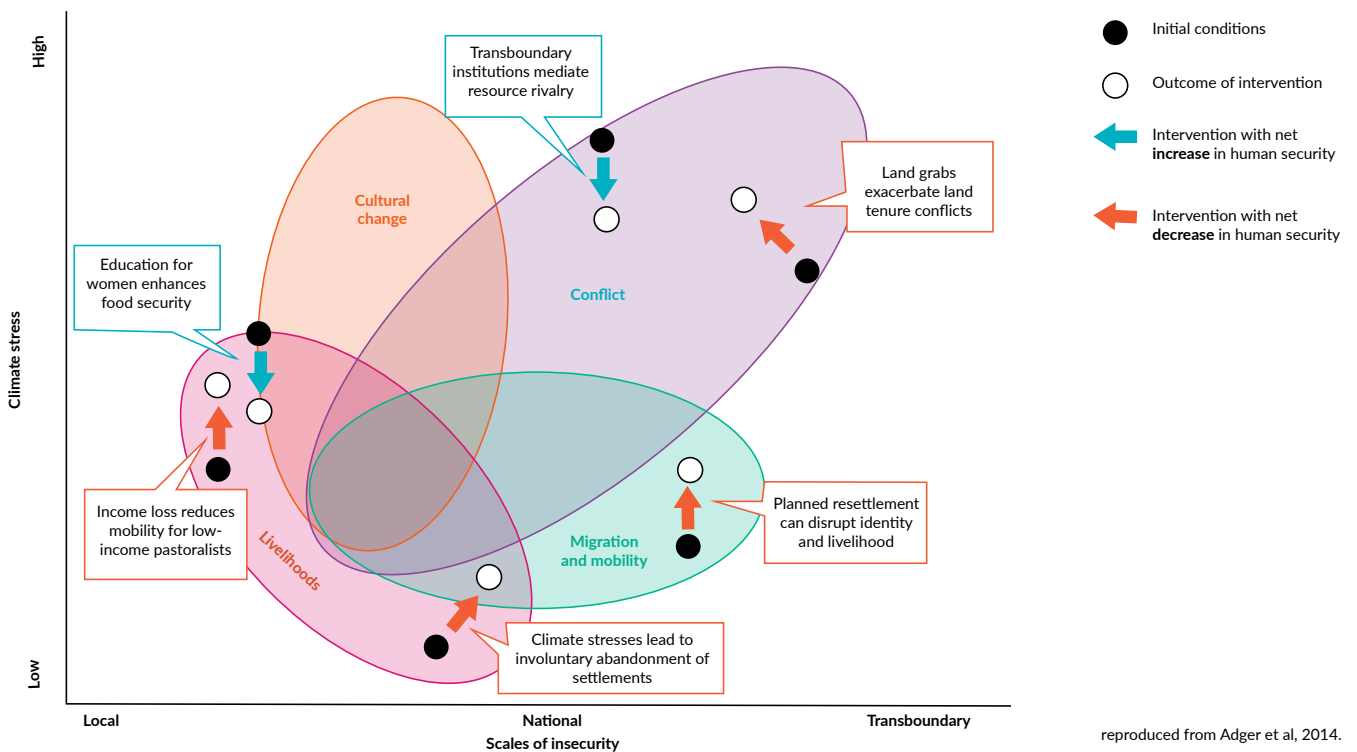 High
Climate stress
Low
Local
National
Transboundary
Scales of insecurity
Transboundary
institutions mediate
resource rivalry
Cultural
change
Land grabs
exacerbate land
tenure conflicts
Education for
women enhances
food security
Conflict
Income loss reduces
mobility for low-
income pastoralists
Livelihoods
Migration
and mobility
Planned resettlement
can disrupt identity
and livelihood
Climate stresses lead to
involuntary abandonment of
settlements
Initial conditions
Outcome of intervention
Intervention with net
increase in human security
Intervention with net
decrease in human security
reproduced from Adger et al, 2014.